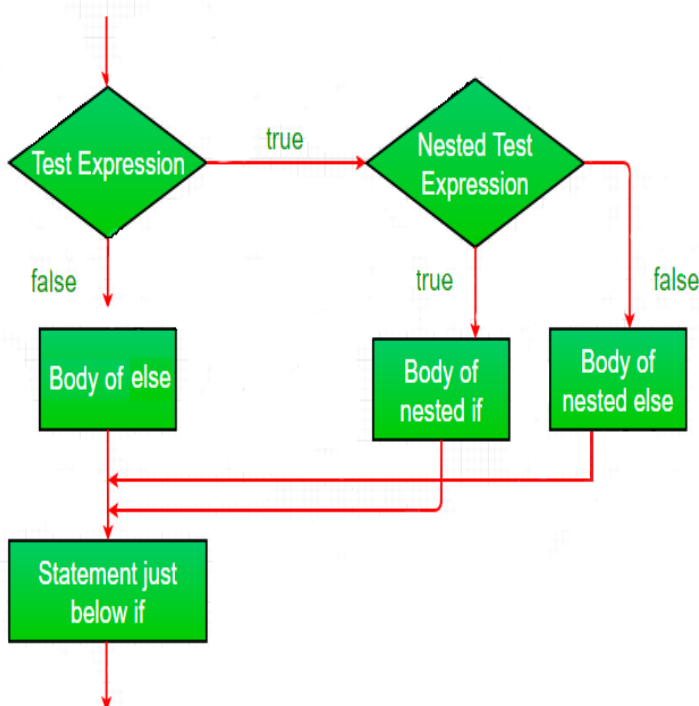 Test Expression
true
Nested Test
Expression
false
true
false
Body of else
Body of
nested if
Body of
nested else
Statement just
below if